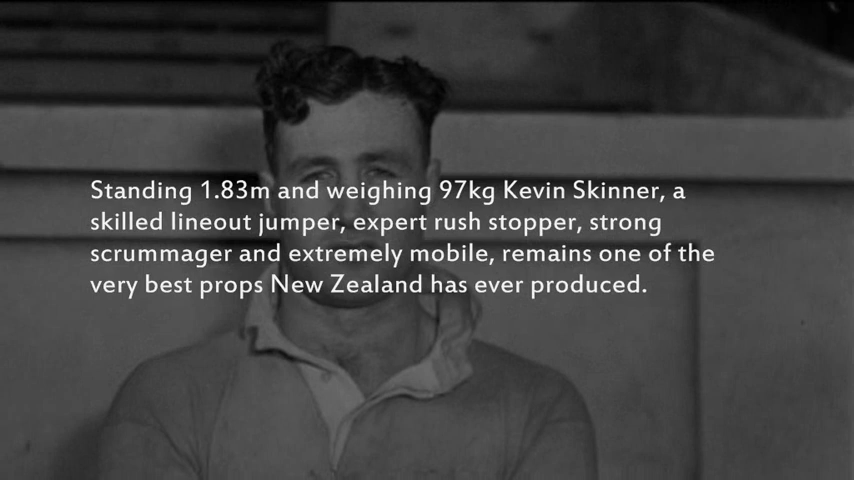 Standing 1.83m and weighing 97kg Kevin Skinner, a
skilled lineout jumper, expert rush stopper, strong
scrummager and extremely mobile, remains one of the
very best props New Zealand has ever produced.